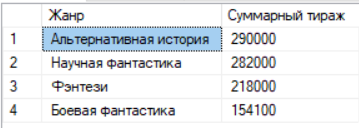 Жанр Суммарный тираж
1 Альтернативная история 290000
2 Научная фантастика 282000
3 Фэнтези 218000
4 Боевая фантастика 154100